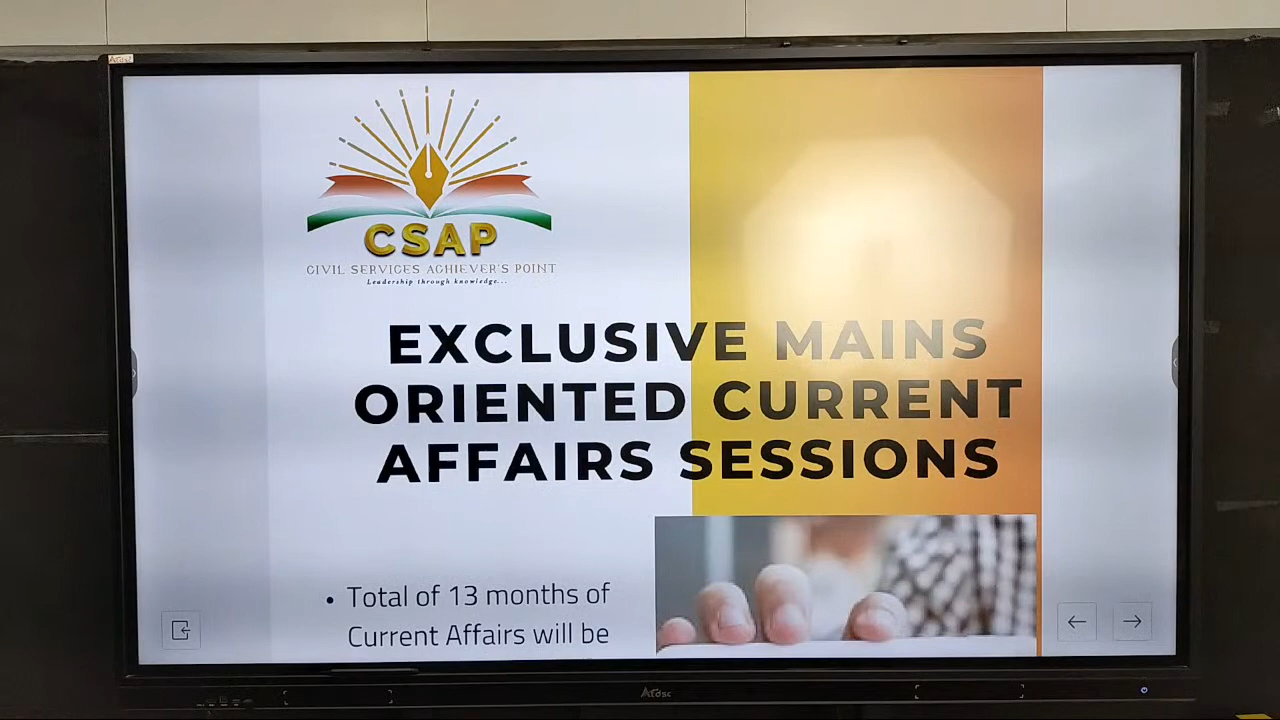 CSAP
CIVIL SERVICES ACHIEVER'S POINT
Leadership through knowledge...
EXCLUSIVE MAINS
ORIENTED CURRENT
AFFAIRS SESSIONS
• Total of 13 months of
Current Affairs will be